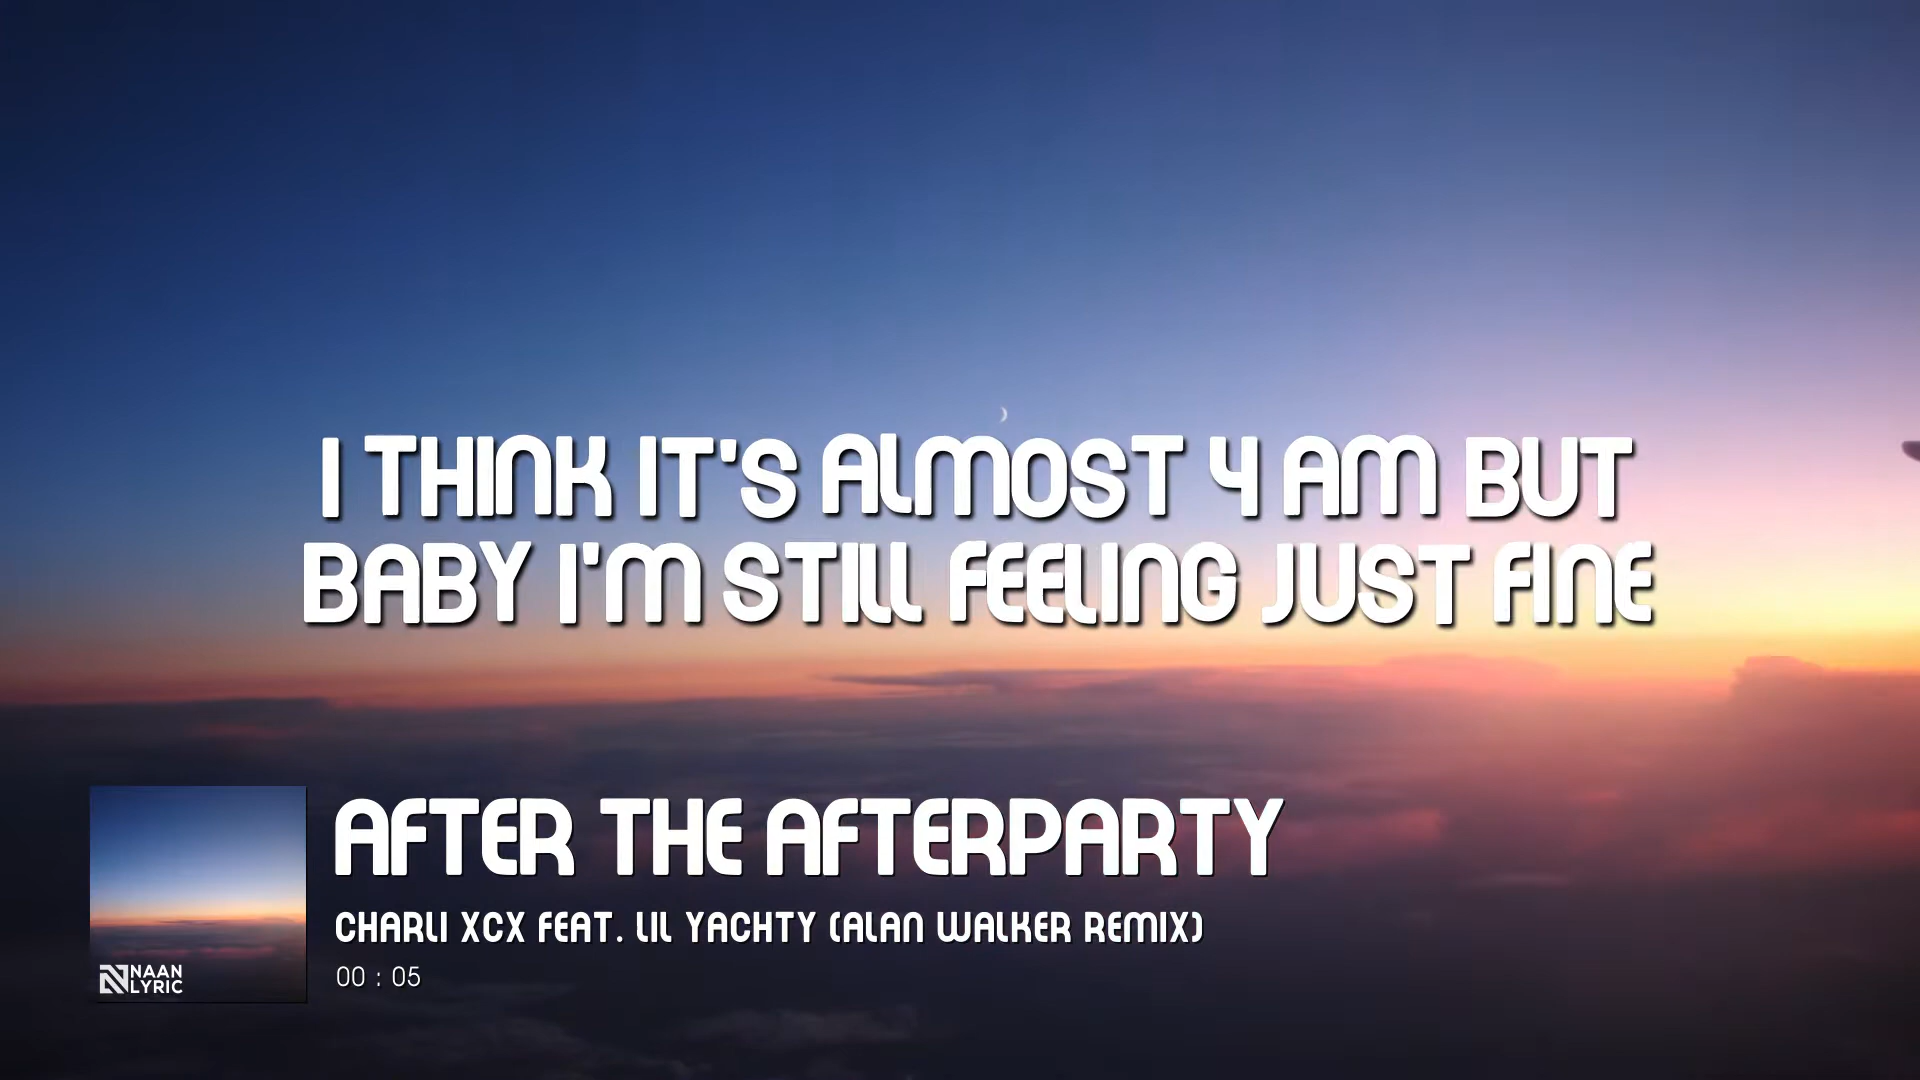 I THINK IT'S ALMOST 4 AM BUT
BABY I'M STILL FEELING JUST FINE
AFTER THE AFTERPARTY
CHARLI XCX FEAT. LIL YACHTY (ALAN WALKER REMIX)
00 : 05
NAAN
LYRIC